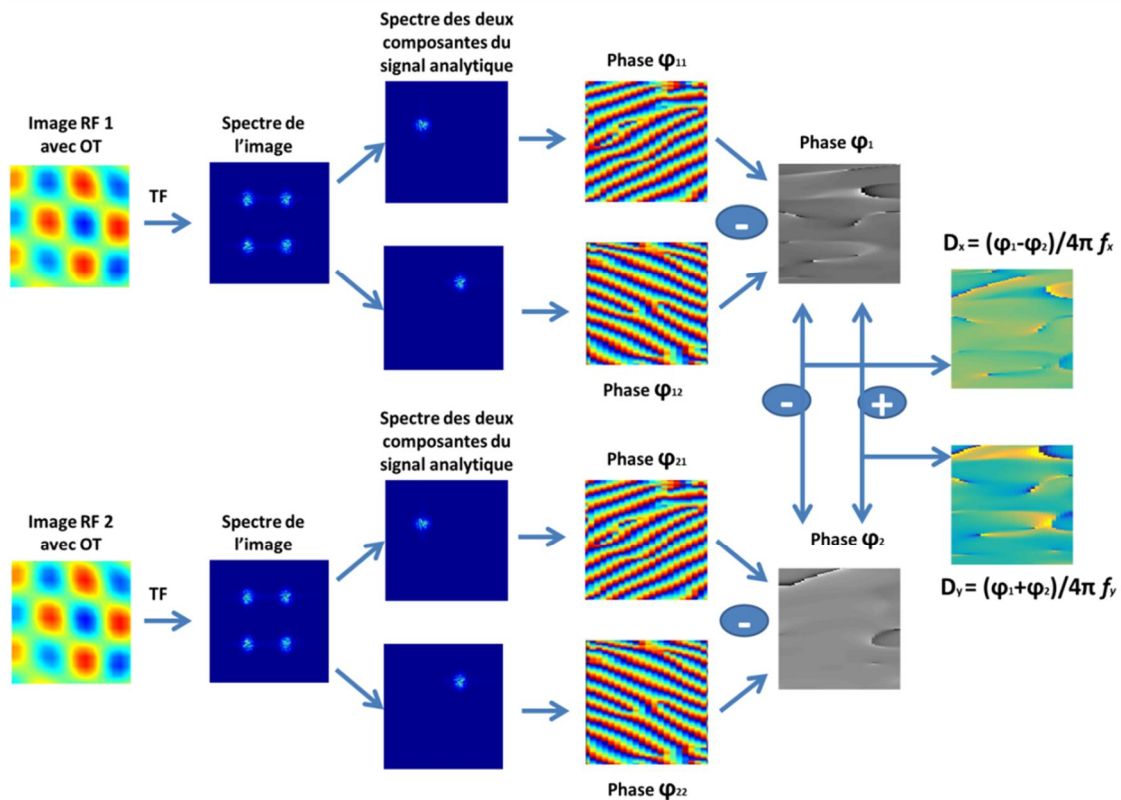 Spectre des deux
composantes du
signal analytique
Phase φ₁₁
Image RF 1
avec OT
Spectre de
l'image
TF
Phase φ₁
-
Dₓ = (φ₁-φ₂)/4π fₓ
Phase φ₁₂
-
+
Spectre des deux
composantes du
signal analytique
Phase φ₂₁
Image RF 2
avec OT
Spectre de
l'image
Phase φ₂
TF
-
Dᵧ = (φ₁+φ₂)/4π fᵧ
Phase φ₂₂